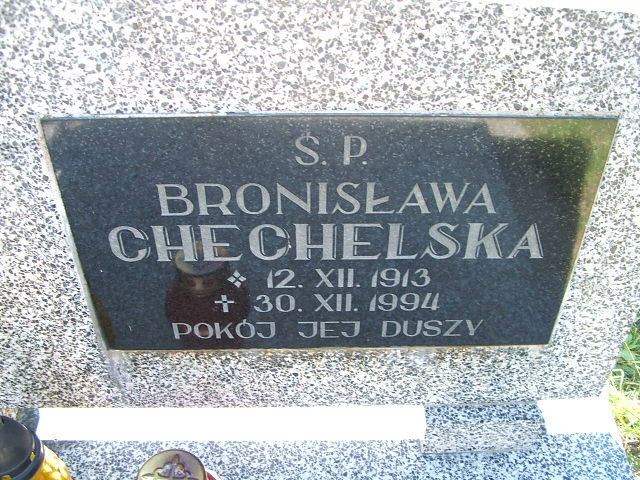 Ś. P.
BRONISŁAWA
CHECHELSKA
12. XII. 1913
✝ 30. XII. 1994
POKÓJ JEJ DUSZY